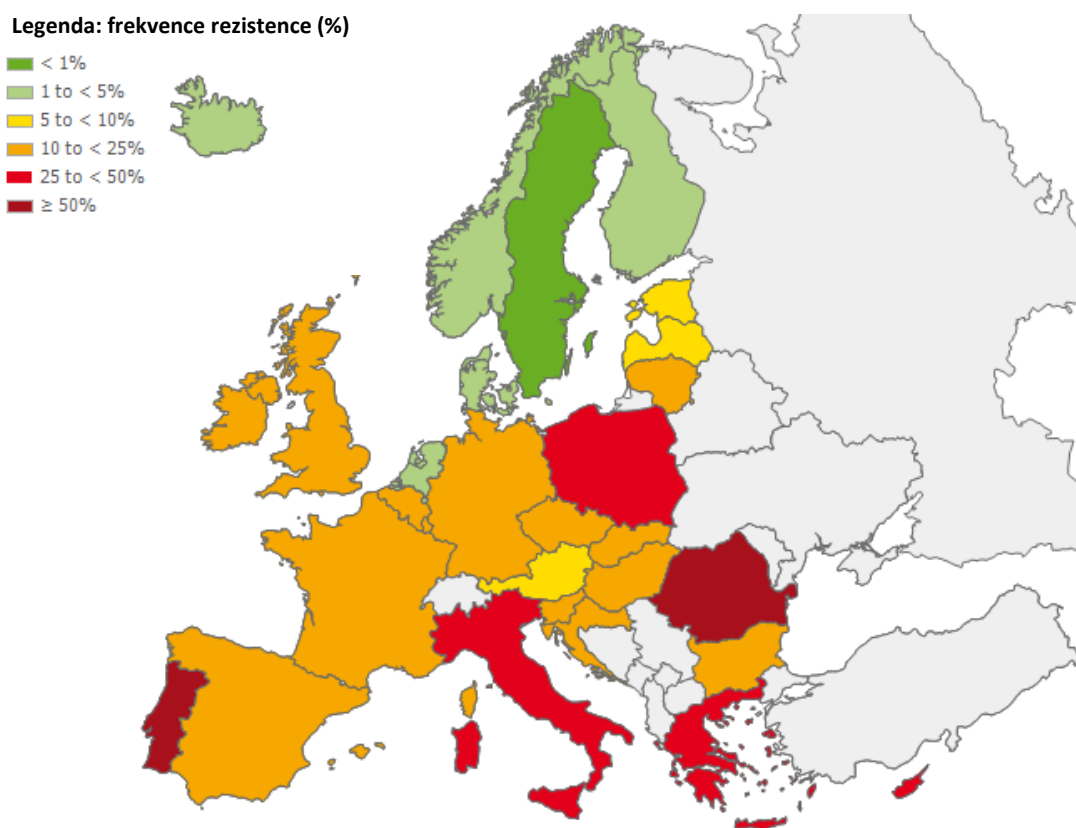 Legenda: frekvence rezistence (%)
< 1%
1 to < 5%
5 to < 10%
10 to < 25%
25 to < 50%
≥ 50%